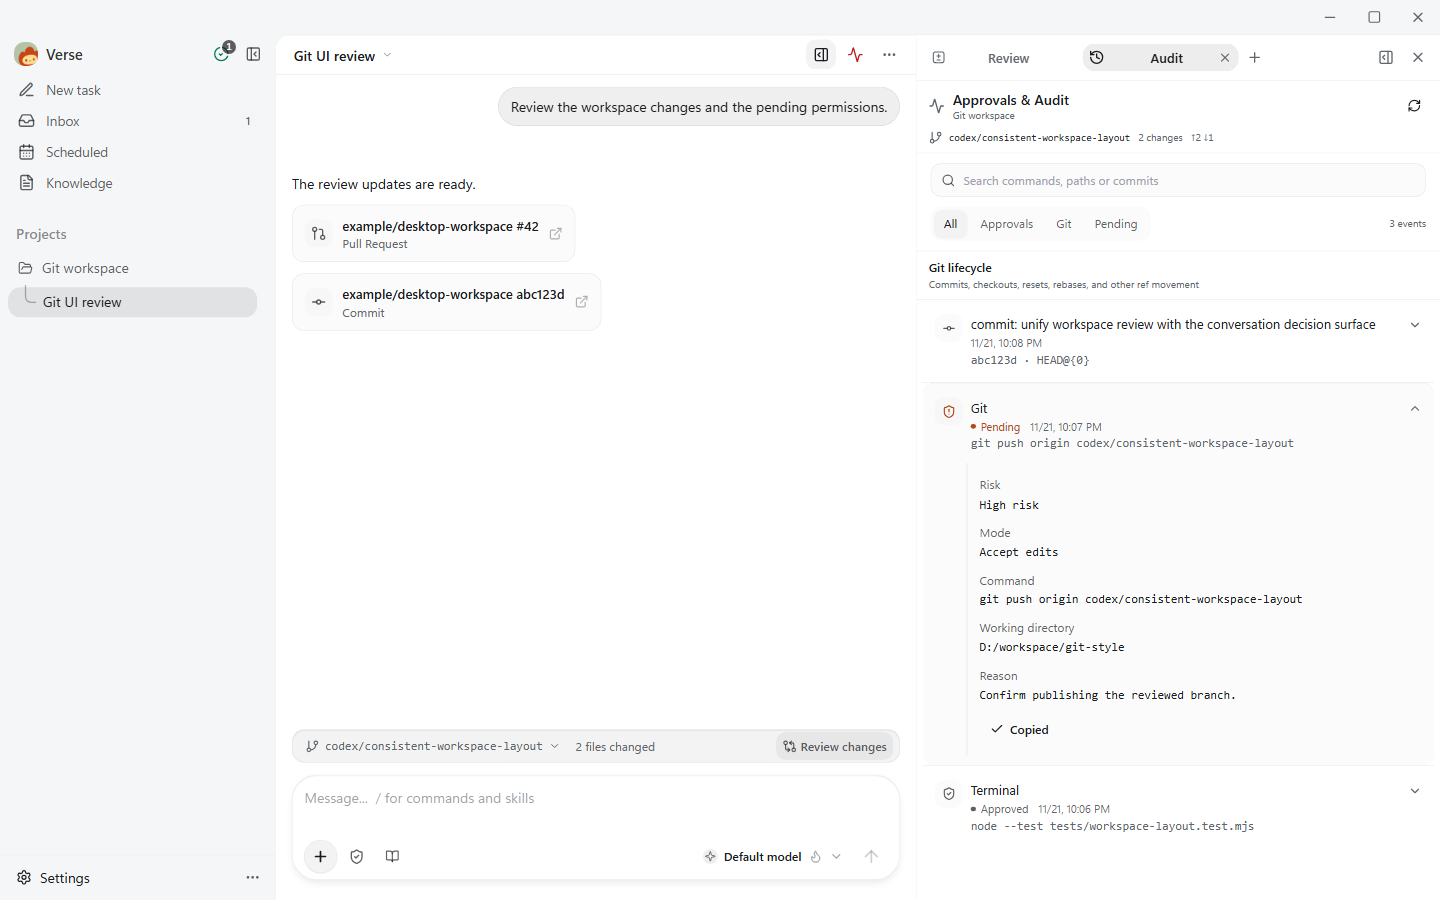 Verse
1
New task
Inbox
1
Scheduled
Knowledge
Projects
Git workspace
Git UI review
Settings
Git UI review
Review the workspace changes and the pending permissions.
The review updates are ready.
example/desktop-workspace #42
Pull Request
example/desktop-workspace abc123d
Commit
codex/consistent-workspace-layout
2 files changed
Review changes
Message... / for commands and skills
Default model
Review
Audit
Approvals & Audit
Git workspace
codex/consistent-workspace-layout 2 changes ↑2 ↓1
Search commands, paths or commits
All
Approvals
Git
Pending
3 events
Git lifecycle
Commits, checkouts, resets, rebases, and other ref movement
commit: unify workspace review with the conversation decision surface
11/21, 10:08 PM
abc123d · HEAD@{0}
Git
Pending 11/21, 10:07 PM
git push origin codex/consistent-workspace-layout
Risk
High risk
Mode
Accept edits
Command
git push origin codex/consistent-workspace-layout
Working directory
D:/workspace/git-style
Reason
Confirm publishing the reviewed branch.
Copied
Terminal
Approved 11/21, 10:06 PM
node --test tests/workspace-layout.test.mjs